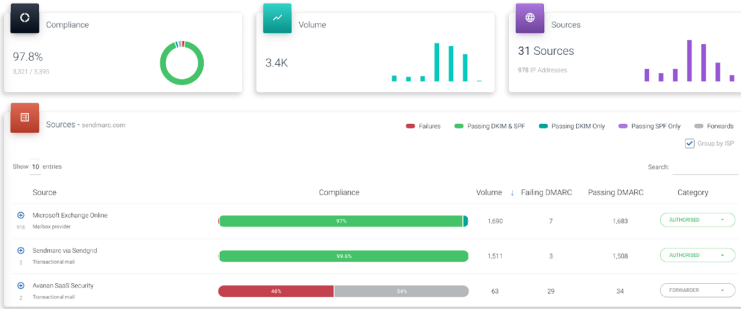 Compliance
97.8%
3,321 / 3,395
Volume
3.4K
Sources
31 Sources
978 IP Addresses
Sources - sendmarc.com
Failures
Passing DKIM & SPF
Passing DKIM Only
Passing SPF Only
Forwards
Group by ISP
Show 10 entries
Search:
Source Compliance Volume ↓ Failing DMARC Passing DMARC Category
Microsoft Exchange Online
916 Mailbox provider
97% 1,690 7 1,683 AUTHORISED
Sendmarc via Sendgrid
Transactional mail
99.6% 1,511 3 1,508 AUTHORISED
Avanan SaaS Security
2 Transactional mail
46% 54% 63 29 34 FORWARDER